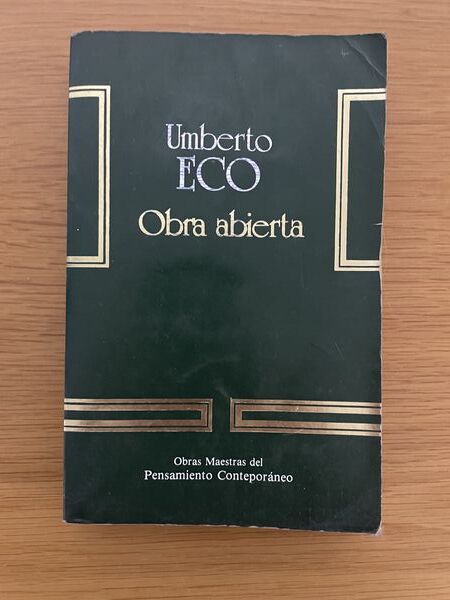 Umberto
ECO
Obra abierta
Obras Maestras del
Pensamiento Conteporáneo